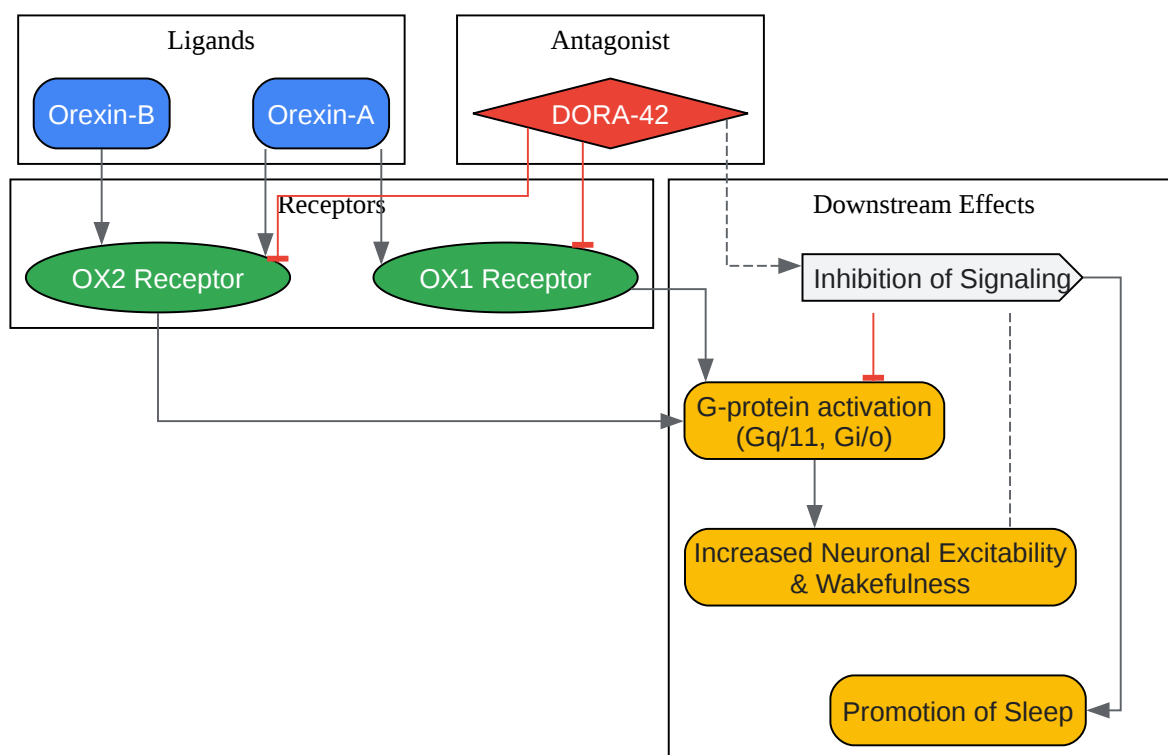 Ligands
Antagonist
Orexin-B
Orexin-A
DORA-42
Receptors
Downstream Effects
OX2 Receptor
OX1 Receptor
Inhibition of Signaling
G-protein activation
(Gq/11, Gi/o)
Increased Neuronal Excitability
& Wakefulness
Promotion of Sleep